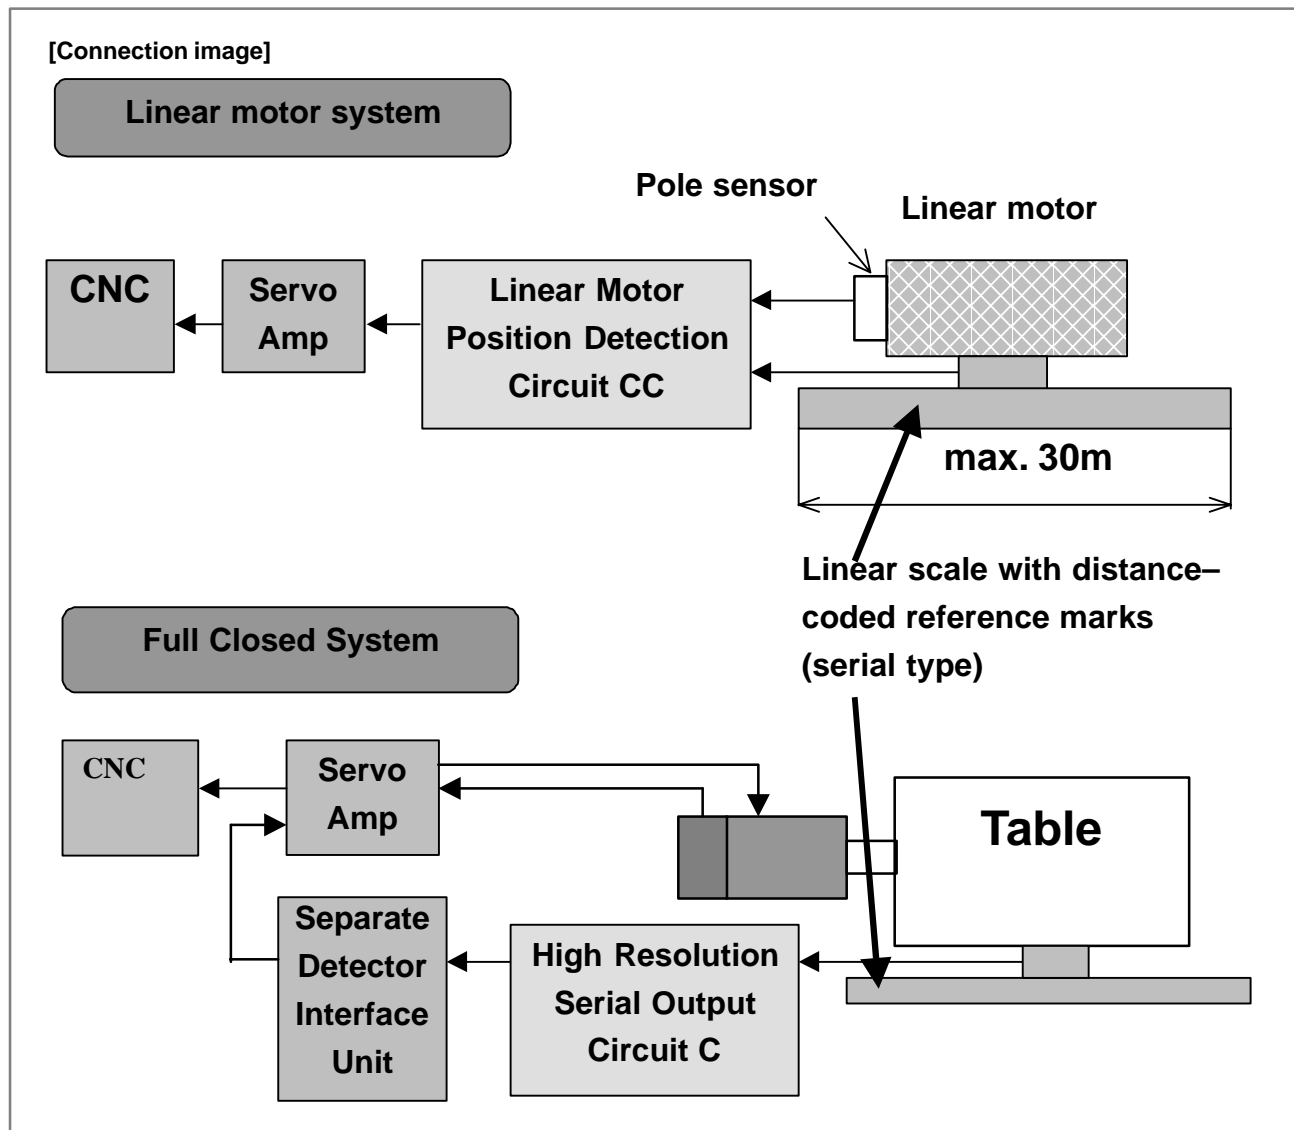 [Connection image]
Linear motor system
Pole sensor
Linear motor
CNC
Servo
Amp
Linear Motor
Position Detection
Circuit CC
max. 30m
Linear scale with distance–
coded reference marks
(serial type)
Full Closed System
CNC
Servo
Amp
Table
Separate
Detector
Interface
Unit
High Resolution
Serial Output
Circuit C